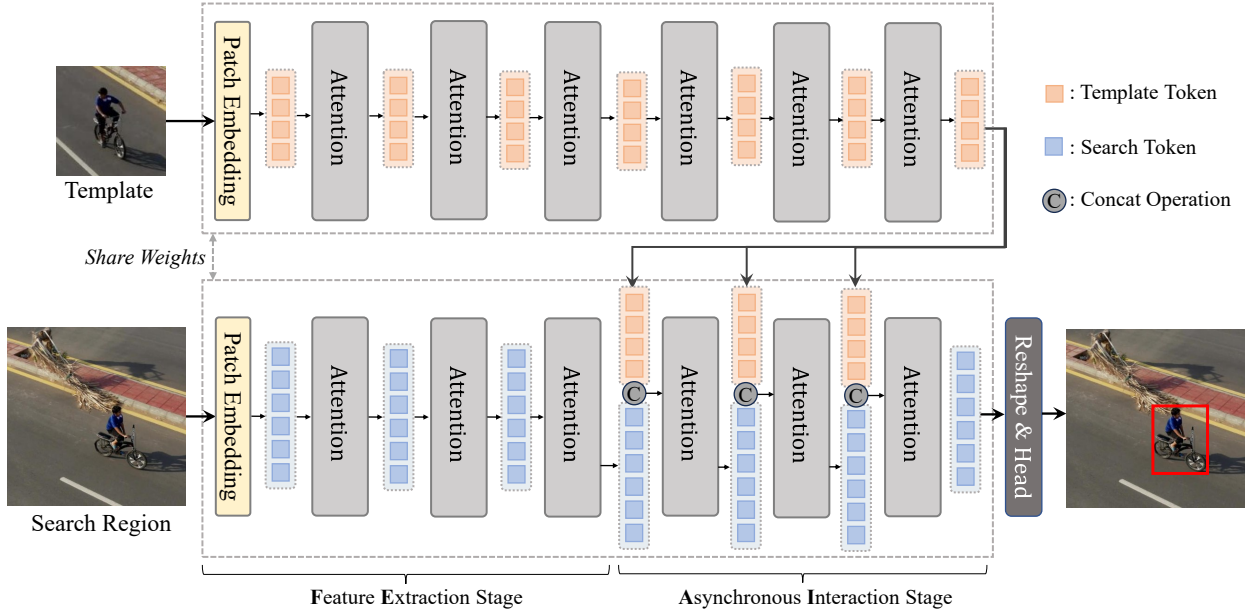 Template
Patch Embedding
Attention
Attention
Attention
Attention
Attention
Attention
: Template Token
: Search Token
C : Concat Operation
Share Weights
Search Region
Patch Embedding
Attention
Attention
Attention
C
Attention
C
Attention
C
Attention
Reshape & Head
Feature Extraction Stage
Asynchronous Interaction Stage